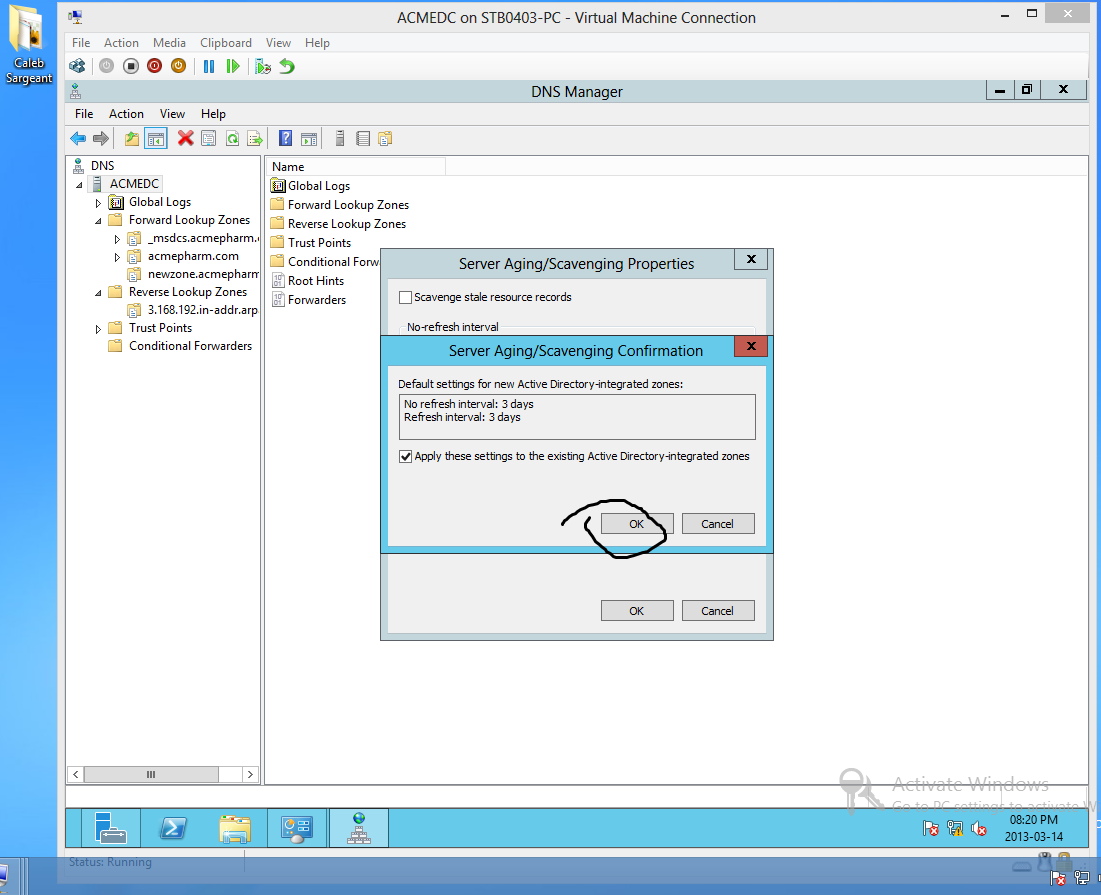 Caleb
Sargeant
ACMEDC on STB0403-PC - Virtual Machine Connection
File Action Media Clipboard View Help
DNS Manager
File Action View Help
DNS
ACMEDC
Global Logs
Forward Lookup Zones
_msdcs.acmepharm.
acmepharm.com
newzone.acmepharm
Reverse Lookup Zones
3.168.192.in-addr.arp
Trust Points
Conditional Forwarders
Name
Global Logs
Forward Lookup Zones
Reverse Lookup Zones
Trust Points
Conditional Forw
Root Hints
Forwarders
Server Aging/Scavenging Properties
Scavenge stale resource records
No-refresh interval
Server Aging/Scavenging Confirmation
Default settings for new Active Directory-integrated zones:
No refresh interval: 3 days
Refresh interval: 3 days
Apply these settings to the existing Active Directory-integrated zones
OK Cancel
OK Cancel
Activate Windows
Go to PC settings to activate W
08:20 PM
2013-03-14
Status: Running